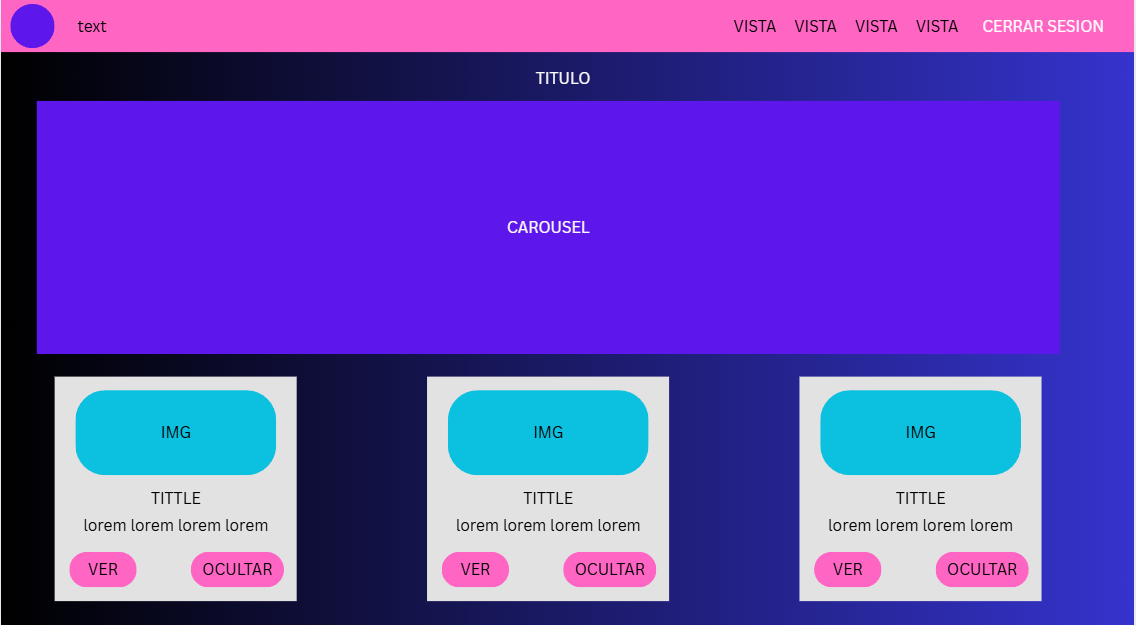 text VISTA VISTA VISTA VISTA CERRAR SESION
TITULO
CAROUSEL
IMG IMG IMG
TITTLE TITTLE TITTLE
lorem lorem lorem lorem lorem lorem lorem lorem lorem lorem lorem lorem
VER OCULTAR VER OCULTAR VER OCULTAR